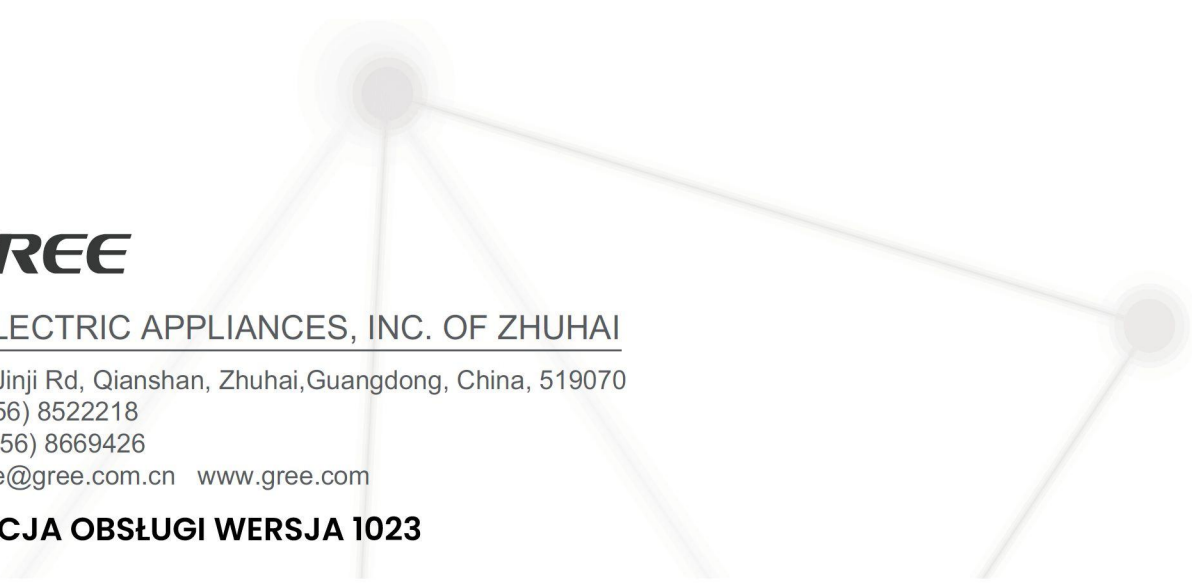 REE
LECTRIC APPLIANCES, INC. OF ZHUHAI
Jinji Rd, Qianshan, Zhuhai,Guangdong, China, 519070
56) 8522218
56) 8669426
e@gree.com.cn www.gree.com
CJA OBSŁUGI WERSJA 1023